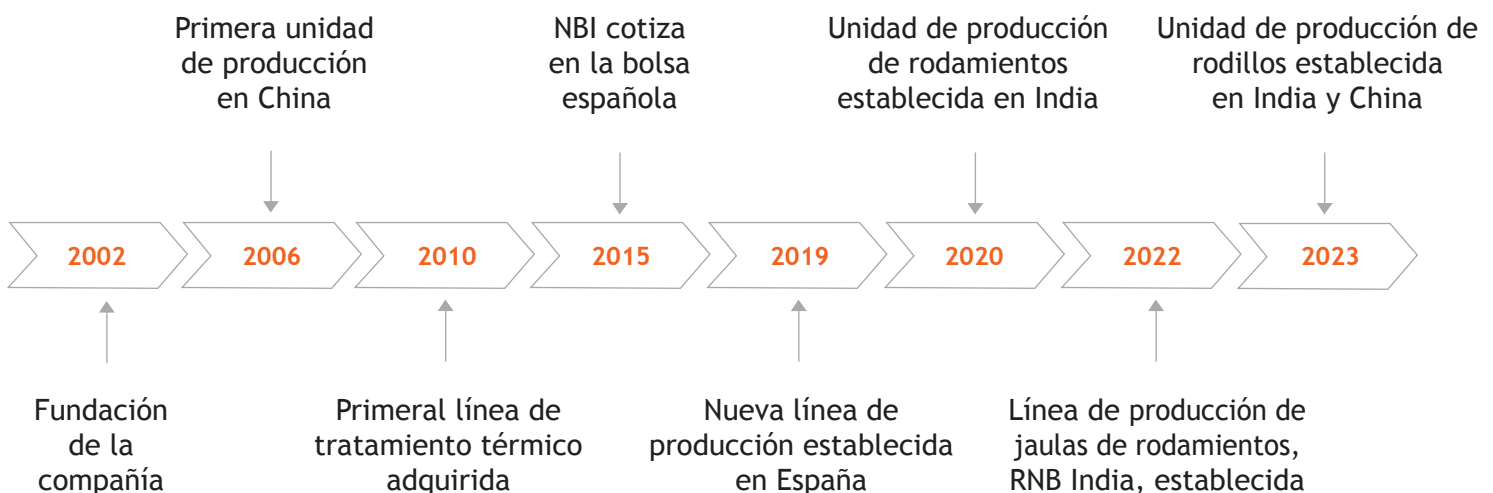 Primera unidad
de producción
en China
NBI cotiza
en la bolsa
española
Unidad de producción
de rodamientos
establecida en India
Unidad de producción de
rodillos establecida
en India y China
2002
2006
2010
2015
2019
2020
2022
2023
Fundación
de la
compañía
Primeral línea de
tratamiento térmico
adquirida
Nueva línea de
producción establecida
en España
Línea de producción de
jaulas de rodamientos,
RNB India, establecida